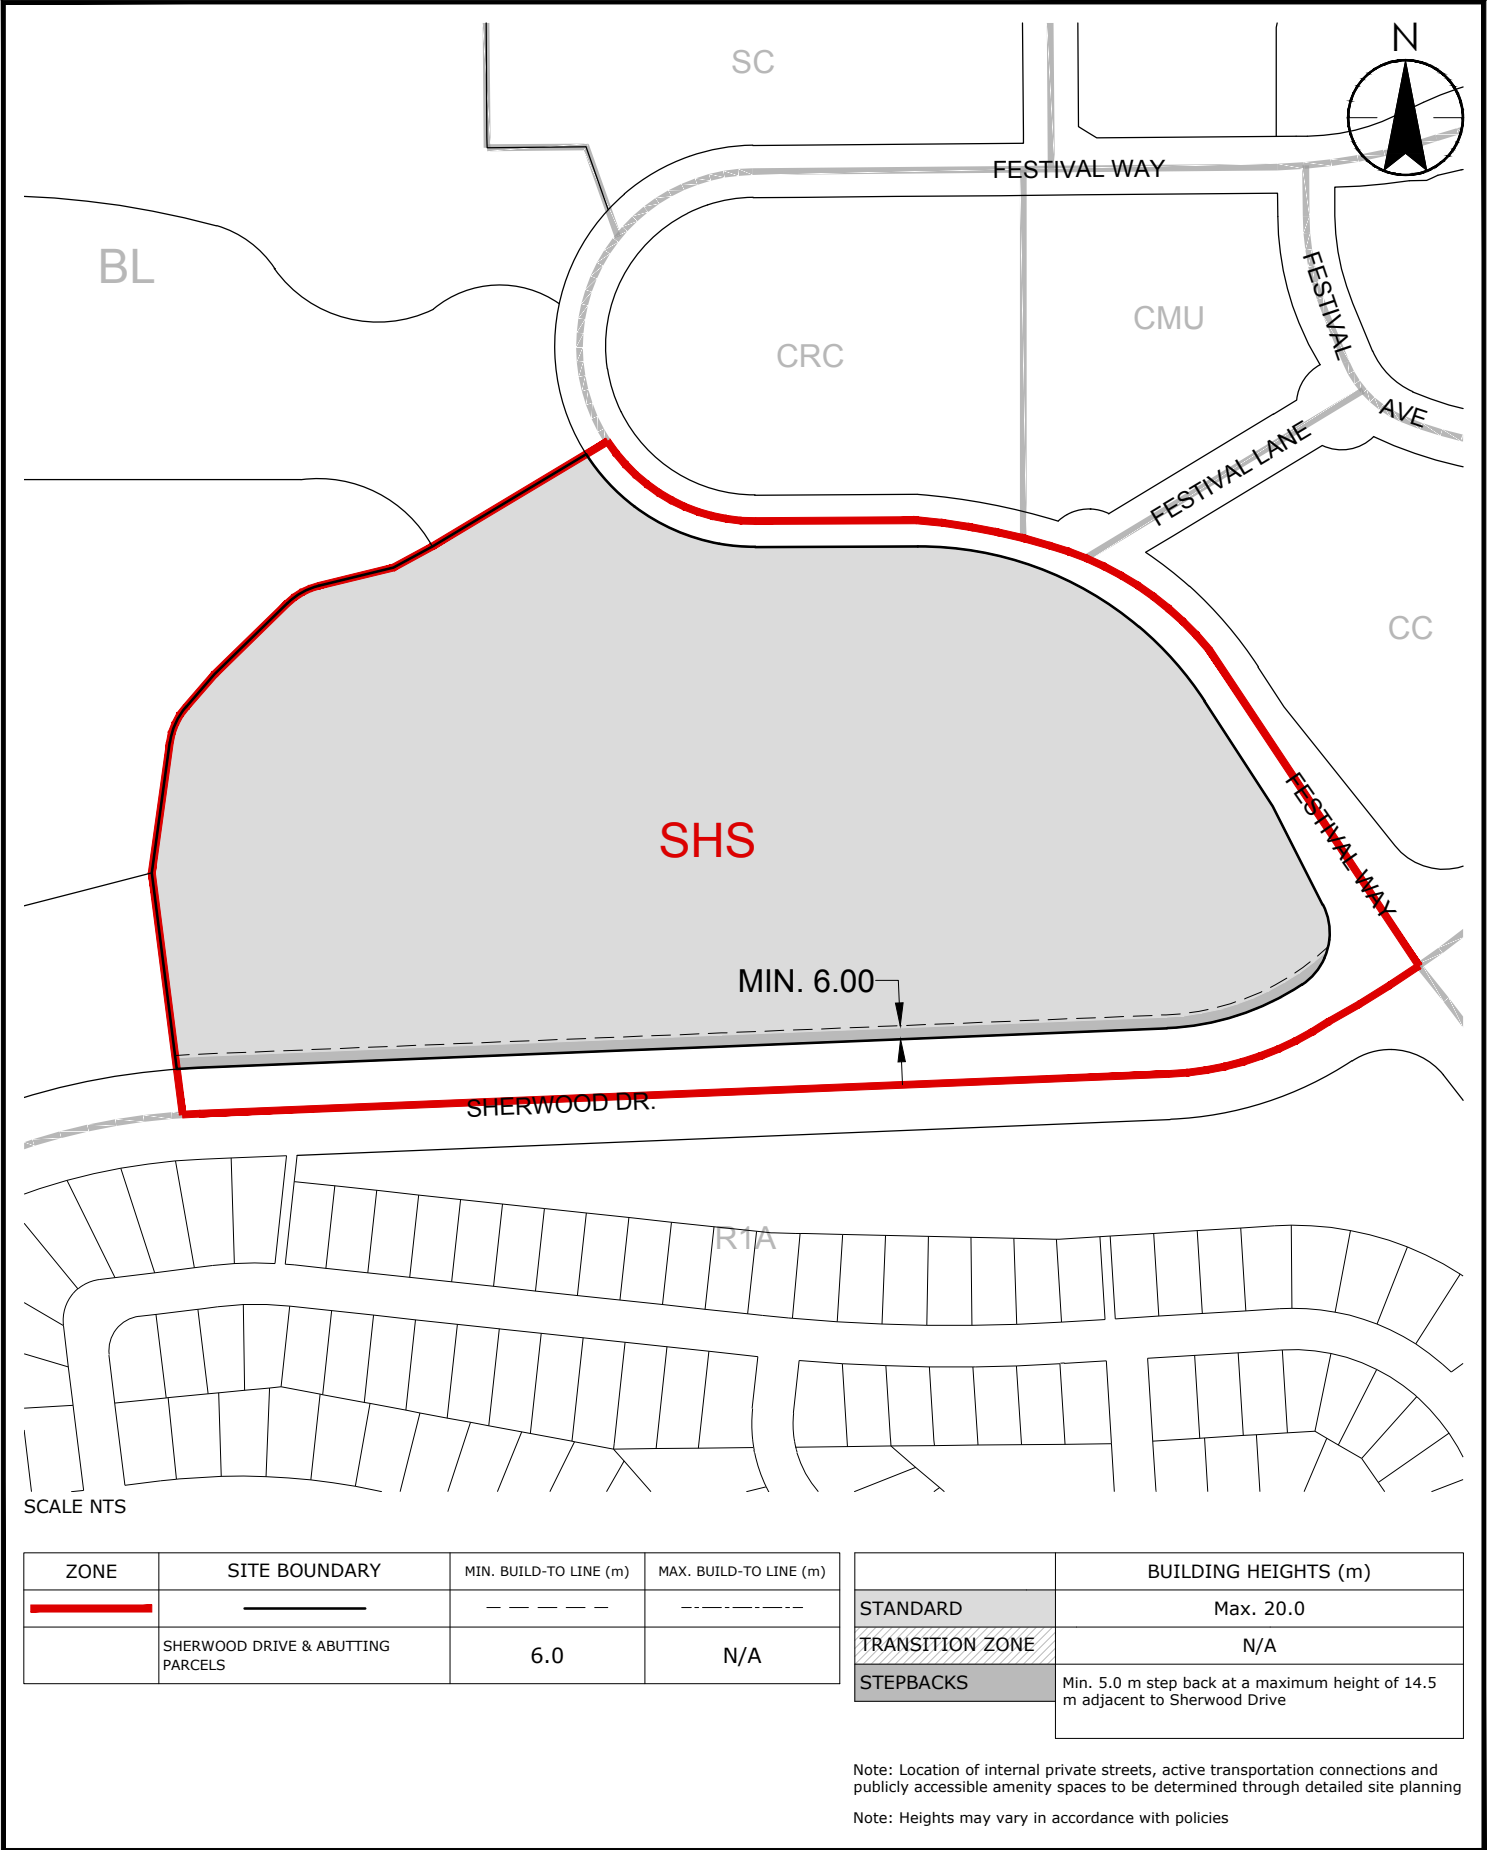 N
SC
FESTIVAL WAY
BL
FESTIVAL
CMU
CRC
AVE
FESTIVAL LANE
CC
FESTIVAL WAY
SHS
MIN. 6.00
SHERWOOD DR.
R1A
SCALE NTS
ZONE SITE BOUNDARY MIN. BUILD-TO LINE (m) MAX. BUILD-TO LINE (m)
SHERWOOD DRIVE & ABUTTING
PARCELS
6.0 N/A
BUILDING HEIGHTS (m)
STANDARD Max. 20.0
TRANSITION ZONE N/A
STEPBACKS Min. 5.0 m step back at a maximum height of 14.5
m adjacent to Sherwood Drive
Note: Location of internal private streets, active transportation connections and
publicly accessible amenity spaces to be determined through detailed site planning
Note: Heights may vary in accordance with policies